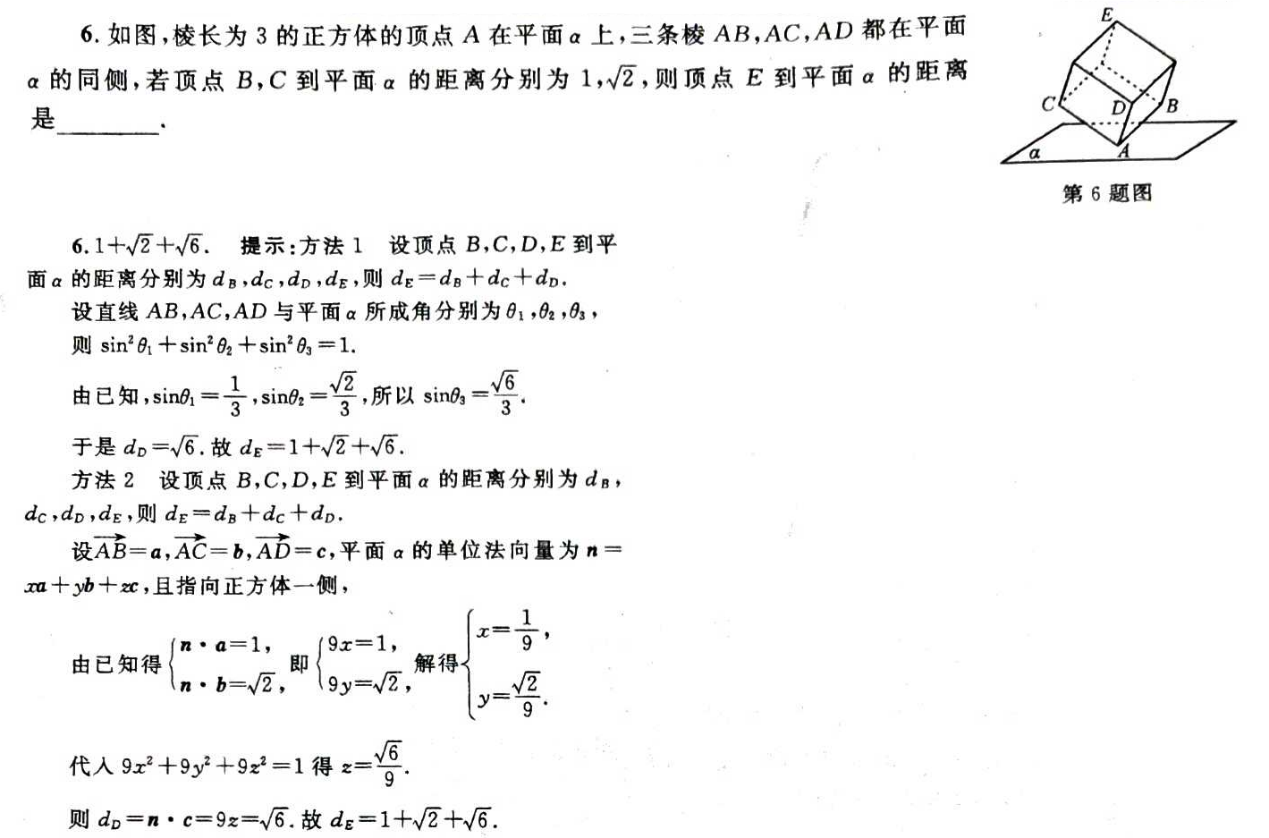 6. 如图,棱长为 3 的正方体的顶点 A 在平面 α 上,三条棱 AB,AC,AD 都在平面
α 的同侧,若顶点 B,C 到平面 α 的距离分别为 1,√2,则顶点 E 到平面 α 的距离
是________.
E
C
D
B
α
A
第 6 题图
6. 1+√2+√6. 提示:方法 1 设顶点 B,C,D,E 到平
面 α 的距离分别为 d_B,d_C,d_D,d_E,则 d_E=d_B+d_C+d_D.
设直线 AB,AC,AD 与平面 α 所成角分别为 θ₁,θ₂,θ₃,
则 sin²θ₁+sin²θ₂+sin²θ₃=1.
由已知,sinθ₁=1/3,sinθ₂=√2/3,所以 sinθ₃=√6/3.
于是 d_D=√6.故 d_E=1+√2+√6.
方法 2 设顶点 B,C,D,E 到平面 α 的距离分别为 d_B,
d_C,d_D,d_E,则 d_E=d_B+d_C+d_D.
设 →AB=a,→AC=b,→AD=c,平面 α 的单位法向量为 n=
xa+yb+zc,且指向正方体一侧,
由已知得 {n·a=1, n·b=√2, 即 {9x=1, 9y=√2, 解得 {x=1/9, y=√2/9.
代入 9x²+9y²+9z²=1 得 z=√6/9.
则 d_D=n·c=9z=√6.故 d_E=1+√2+√6.